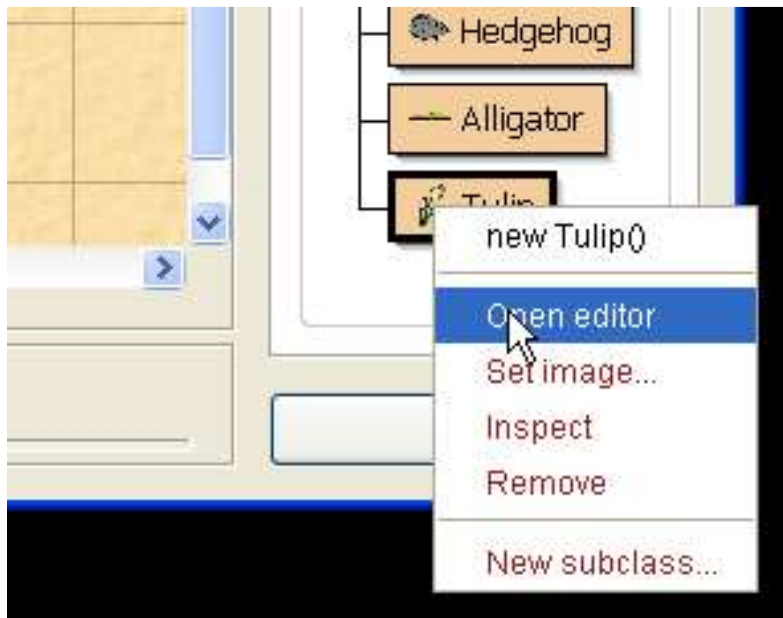 Hedgehog
Alligator
Tulip
new Tulip()
Open editor
Set image...
Inspect
Remove
New subclass...